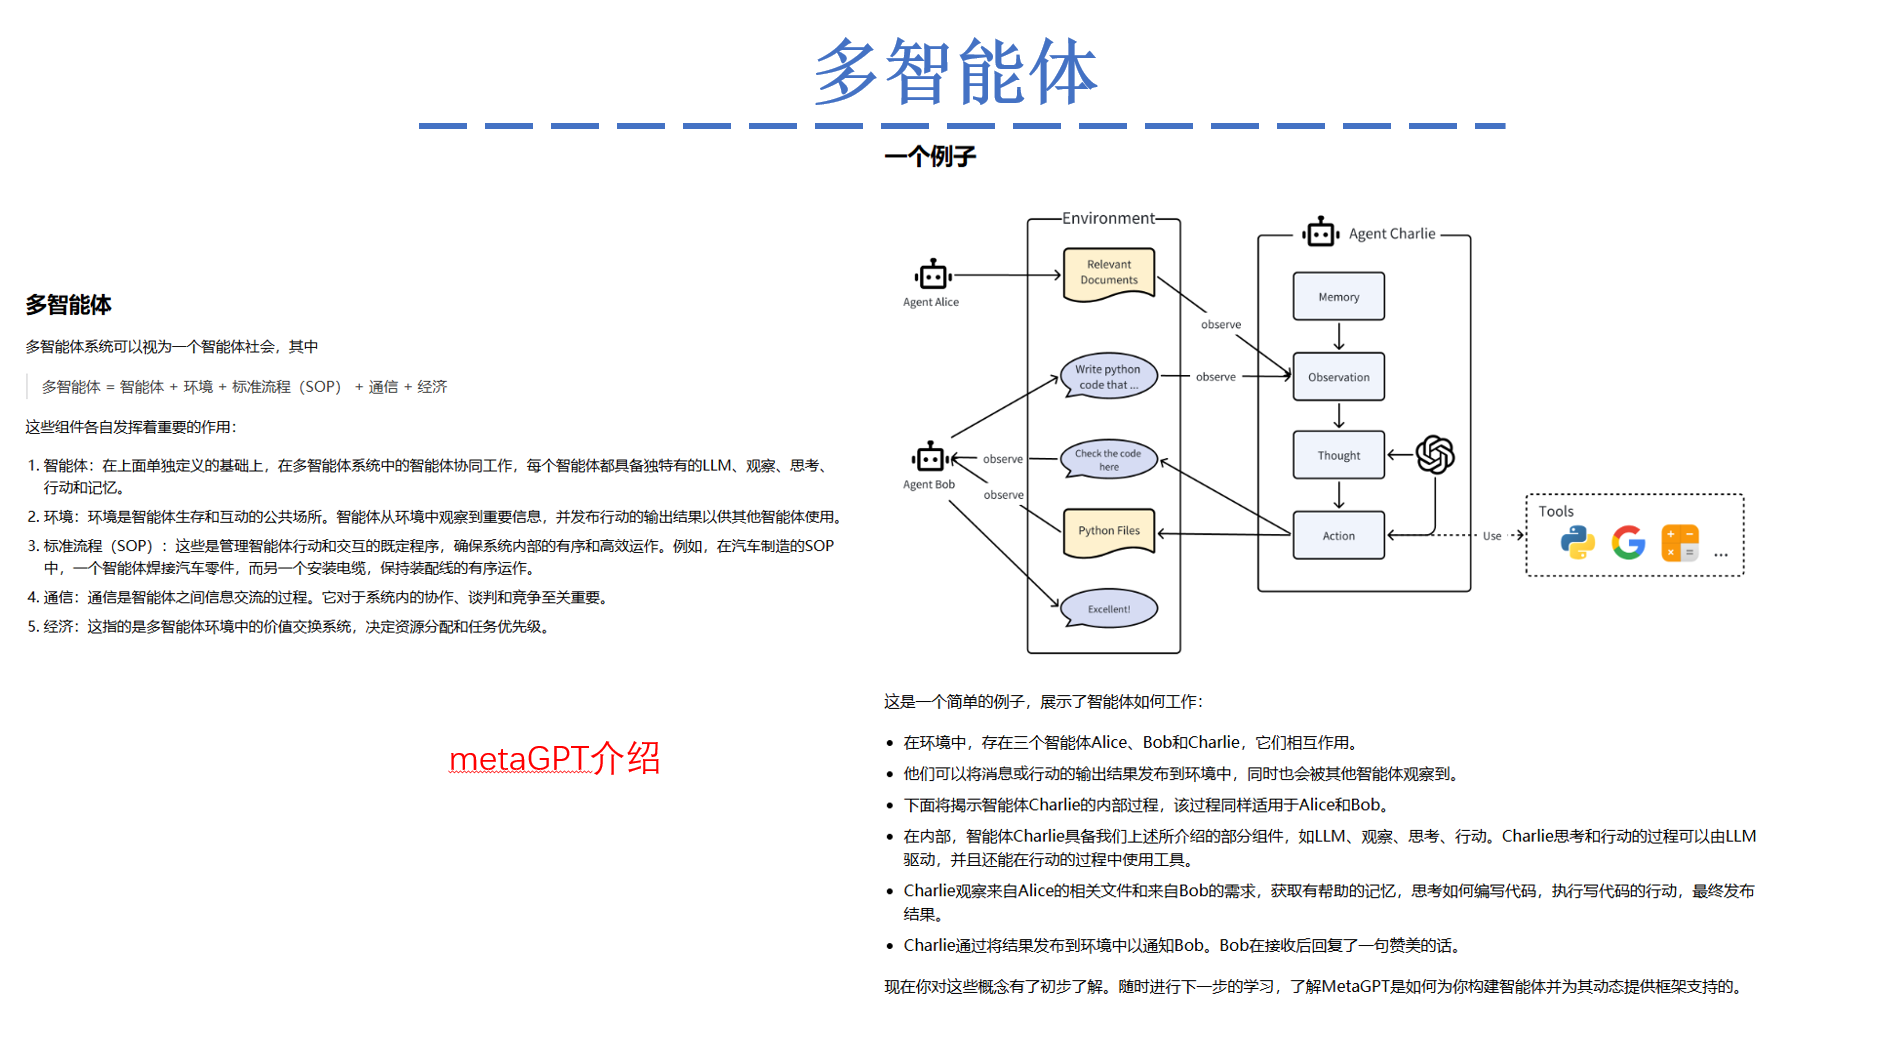 多智能体
多智能体
多智能体系统可以视为一个智能体社会，其中
多智能体 = 智能体 + 环境 + 标准流程（SOP） + 通信 + 经济
这些组件各自发挥着重要的作用：
1. 智能体：在上面单独定义的基础上，在多智能体系统中的智能体协同工作，每个智能体都具备独特有的LLM、观察、思考、
行动和记忆。
2. 环境：环境是智能体生存和互动的公共场所。智能体从环境中观察到重要信息，并发布行动的输出结果以供其他智能体使用。
3. 标准流程（SOP）：这些是管理智能体行动和交互的既定程序，确保系统内部的有序和高效运作。例如，在汽车制造的SOP
中，一个智能体焊接汽车零件，而另一个安装电缆，保持装配线的有序运作。
4. 通信：通信是智能体之间信息交流的过程。它对于系统内的协作、谈判和竞争至关重要。
5. 经济：这指的是多智能体环境中的价值交换系统，决定资源分配和任务优先级。
metaGPT介绍
一个例子
Environment
Agent Alice
Relevant
Documents
observe
Write python
code that ...
observe
Agent Bob
observe
Check the code
here
observe
Python Files
Excellent!
Agent Charlie
Memory
Observation
Thought
Action
Use
Tools
...
这是一个简单的例子，展示了智能体如何工作：
• 在环境中，存在三个智能体Alice、Bob和Charlie，它们相互作用。
• 他们可以将消息或行动的输出结果发布到环境中，同时也会被其他智能体观察到。
• 下面将揭示智能体Charlie的内部过程，该过程同样适用于Alice和Bob。
• 在内部，智能体Charlie具备我们上述所介绍的部分组件，如LLM、观察、思考、行动。Charlie思考和行动的过程可以由LLM
驱动，并且还能在行动的过程中使用工具。
• Charlie观察来自Alice的相关文件和来自Bob的需求，获取有帮助的记忆，思考如何编写代码，执行写代码的行动，最终发布
结果。
• Charlie通过将结果发布到环境中以通知Bob。Bob在接收后回复了一句赞美的话。
现在你对这些概念有了初步了解。随时进行下一步的学习，了解MetaGPT是如何为你构建智能体并为其动态提供框架支持的。